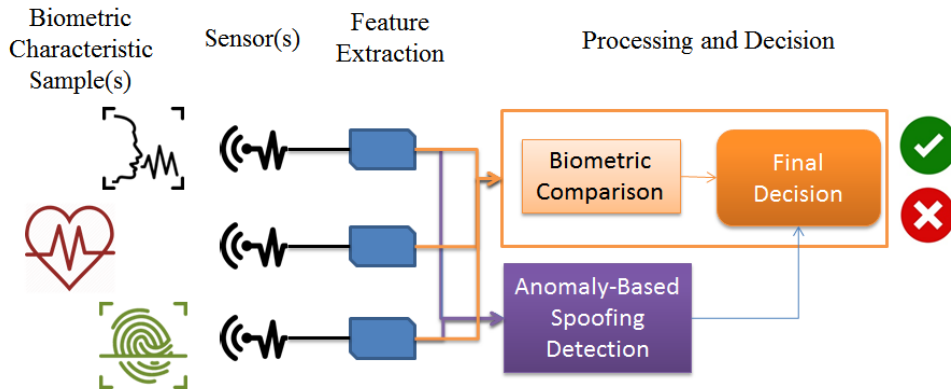 Biometric
Characteristic
Sample(s)
Sensor(s)
Feature
Extraction
Processing and Decision
Biometric
Comparison
Final
Decision
Anomaly-Based
Spoofing
Detection